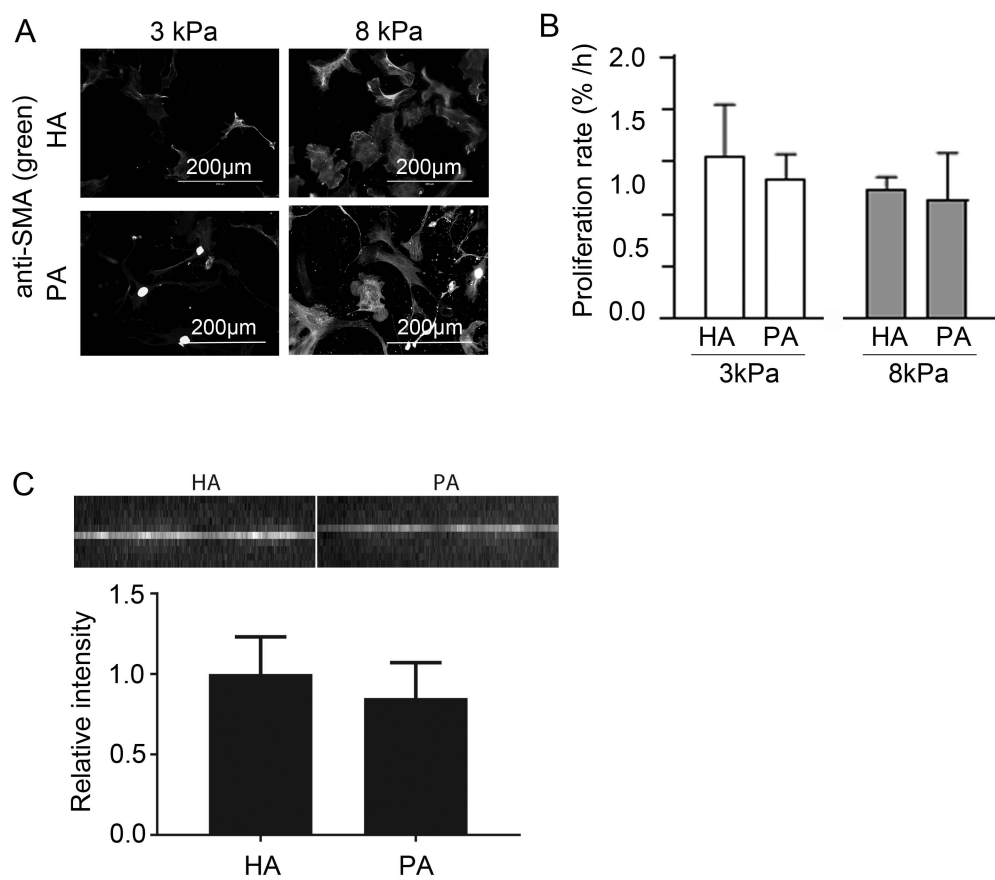 A
3 kPa
8 kPa
anti-SMA (green)
HA
PA
200µm
200µm
200µm
200µm
B
Proliferation rate (% /h)
2.0
1.5
1.0
0.5
0.0
HA
PA
HA
PA
3kPa
8kPa
C
HA
PA
Relative intensity
1.5
1.0
0.5
0.0
HA
PA